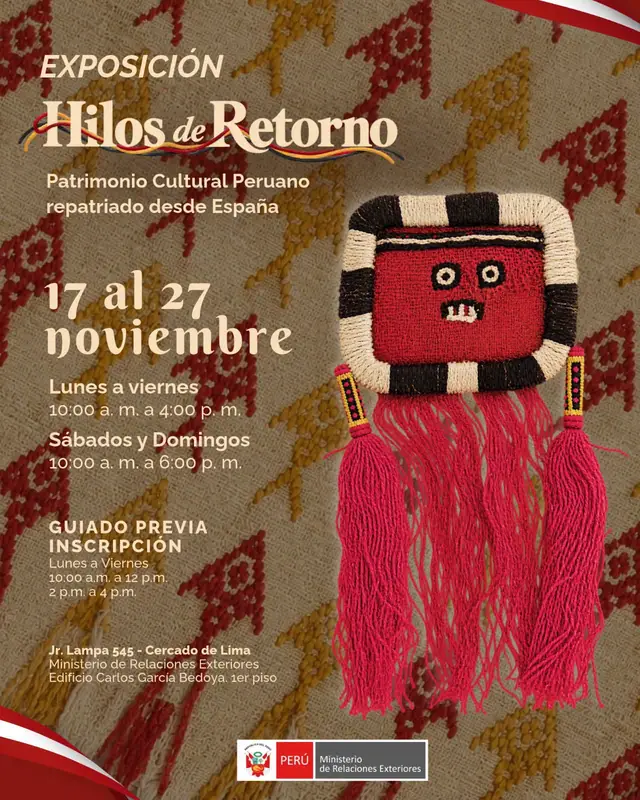 EXPOSICIÓN
Hilos de Retorno
Patrimonio Cultural Peruano
repatriado desde España
17 al 27
noviembre
Lunes a viernes
10:00 a. m. a 4:00 p. m.
Sábados y Domingos
10:00 a. m. a 6:00 p. m.
GUIADO PREVIA
INSCRIPCIÓN
Lunes a Viernes
10:00 a.m. a 12 p.m.
2 p.m. a 4 p.m.
Jr. Lampa 545 - Cercado de Lima
Ministerio de Relaciones Exteriores
Edificio Carlos García Bedoya. 1er piso
PERÚ
Ministerio
de Relaciones Exteriores